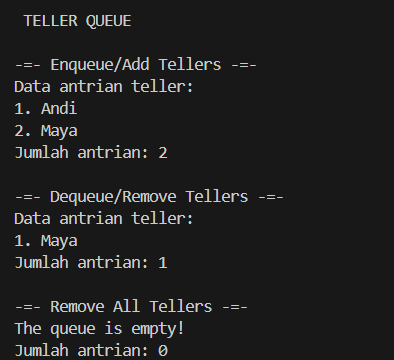 TELLER QUEUE
-=- Enqueue/Add Tellers -=-
Data antrian teller:
1. Andi
2. Maya
Jumlah antrian: 2
-=- Dequeue/Remove Tellers -=-
Data antrian teller:
1. Maya
Jumlah antrian: 1
-=- Remove All Tellers -=-
The queue is empty!
Jumlah antrian: 0